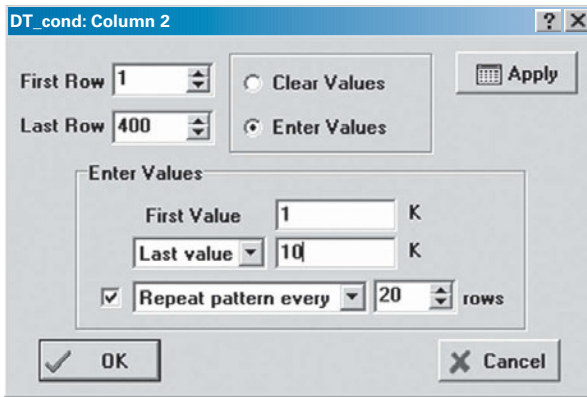 DT_cond: Column 2
First Row 1
Last Row 400
Clear Values
Enter Values
Apply
Enter Values
First Value 1 K
Last value 10 K
Repeat pattern every 20 rows
OK
Cancel